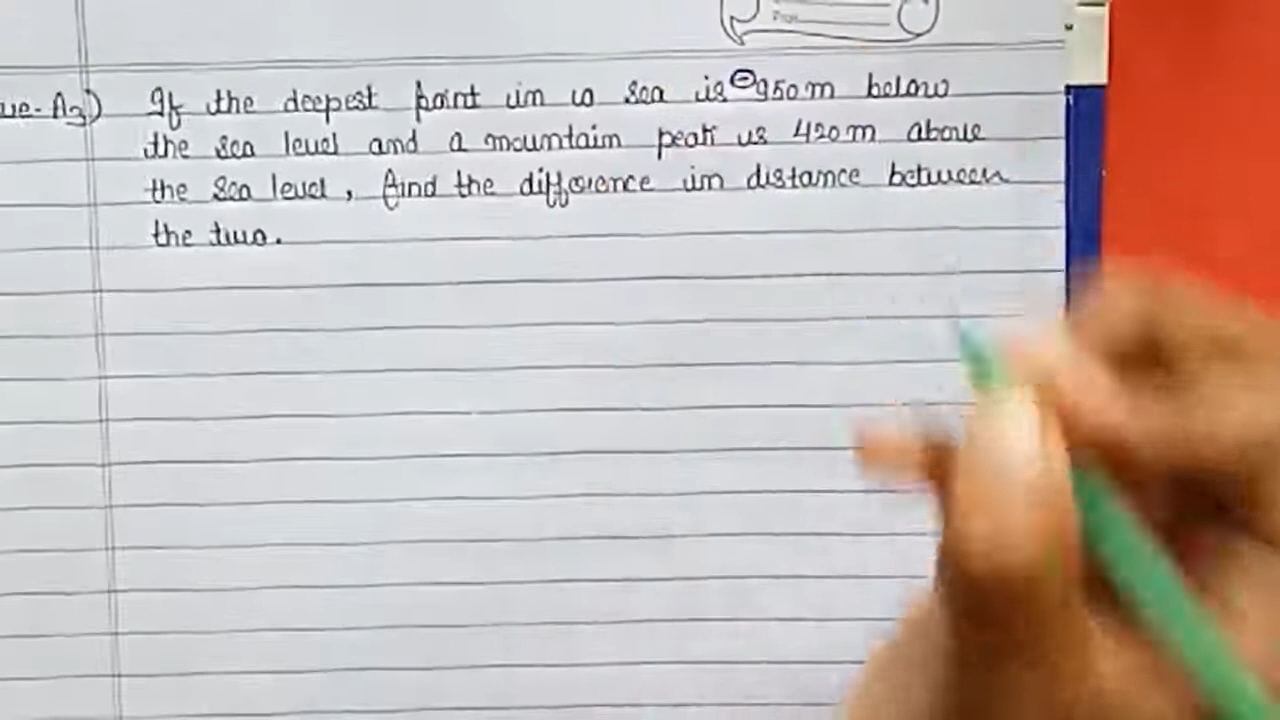 ue-A3) If the deepest point in a sea is ⊖950m below
the sea level and a mountain peak is 420m above
the sea level, find the difference in distance between
the two.